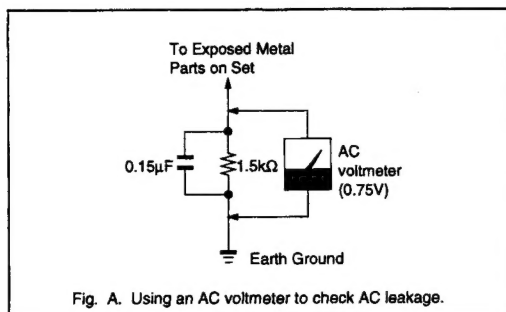 To Exposed Metal
Parts on Set
0.15µF
1.5kΩ
AC
voltmeter
(0.75V)
Earth Ground
Fig. A. Using an AC voltmeter to check AC leakage.